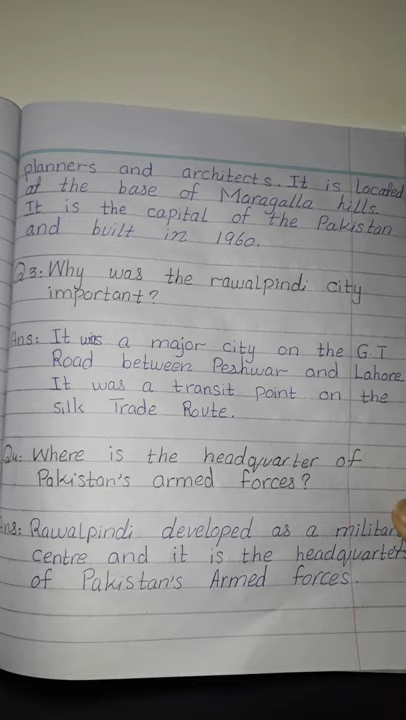 planners and architects. It is located
at the base of Maragalla hills.
It is the capital of the Pakistan
and built in 1960.
Q3: Why was the rawalpindi city
important?
Ans: It was a major city on the G.T
Road between Peshwar and Lahore.
It was a transit point on the
silk Trade Route.
Q4: Where is the headquarter of
Pakistan's armed forces?
Ans: Rawalpindi developed as a military
centre and it is the headquarters
of Pakistan's Armed forces.